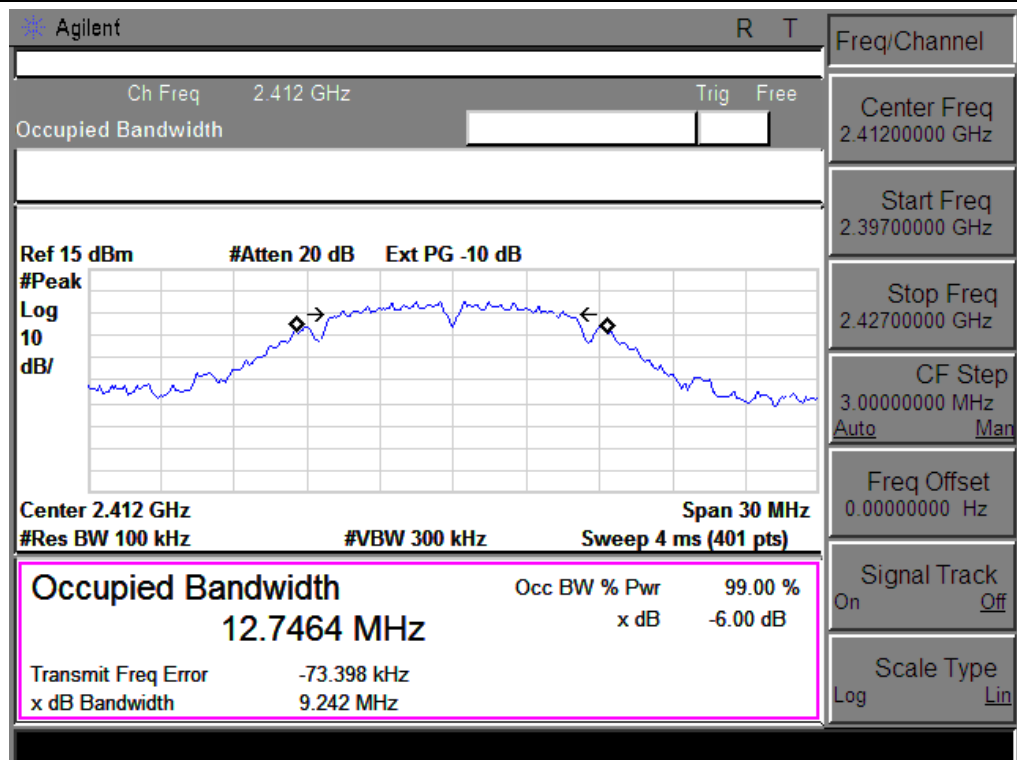 Agilent R T
Ch Freq 2.412 GHz Trig Free
Occupied Bandwidth
Ref 15 dBm #Atten 20 dB Ext PG -10 dB
#Peak
Log
10
dB/
Center 2.412 GHz Span 30 MHz
#Res BW 100 kHz #VBW 300 kHz Sweep 4 ms (401 pts)
Occupied Bandwidth Occ BW % Pwr 99.00 %
12.7464 MHz x dB -6.00 dB
Transmit Freq Error -73.398 kHz
x dB Bandwidth 9.242 MHz
Freq/Channel
Center Freq
2.41200000 GHz
Start Freq
2.39700000 GHz
Stop Freq
2.42700000 GHz
CF Step
3.00000000 MHz
Auto Man
Freq Offset
0.00000000 Hz
Signal Track
On Off
Scale Type
Log Lin